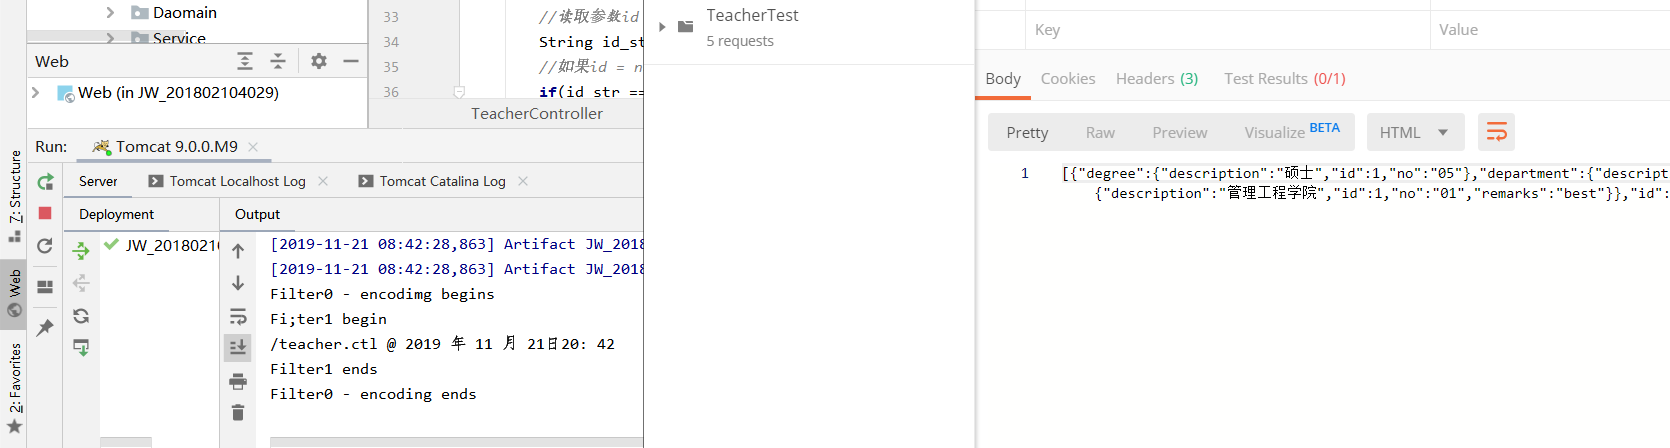 Daomain
Service
Web
Web (in JW_201802104029)
33
//读取参数id
34
String id_st
35
//如果id = n
36
if(id_str ==
TeacherController
Run:
Tomcat 9.0.0.M9
Server
Tomcat Localhost Log
Tomcat Catalina Log
Deployment
Output
JW_2018021
[2019-11-21 08:42:28,863] Artifact JW_2018
[2019-11-21 08:42:28,863] Artifact JW_2018
Filter0 - encodimg begins
Fi;ter1 begin
/teacher.ctl @ 2019 年 11 月 21日20: 42
Filter1 ends
Filter0 - encoding ends
Z: Structure
Web
2: Favorites
TeacherTest
5 requests
Key
Value
Body
Cookies
Headers (3)
Test Results (0/1)
Pretty
Raw
Preview
Visualize BETA
HTML
1
[{"degree":{"description":"硕士","id":1,"no":"05"},"department":{"descript
{"description":"管理工程学院","id":1,"no":"01","remarks":"best"}},"id":